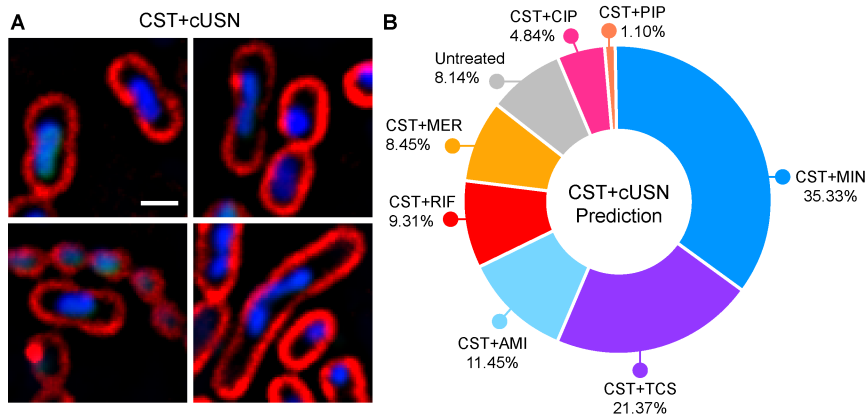 A
CST+cUSN
B
CST+CIP
4.84%
CST+PIP
1.10%
Untreated
8.14%
CST+MER
8.45%
CST+MIN
35.33%
CST+RIF
9.31%
CST+cUSN
Prediction
CST+AMI
11.45%
CST+TCS
21.37%